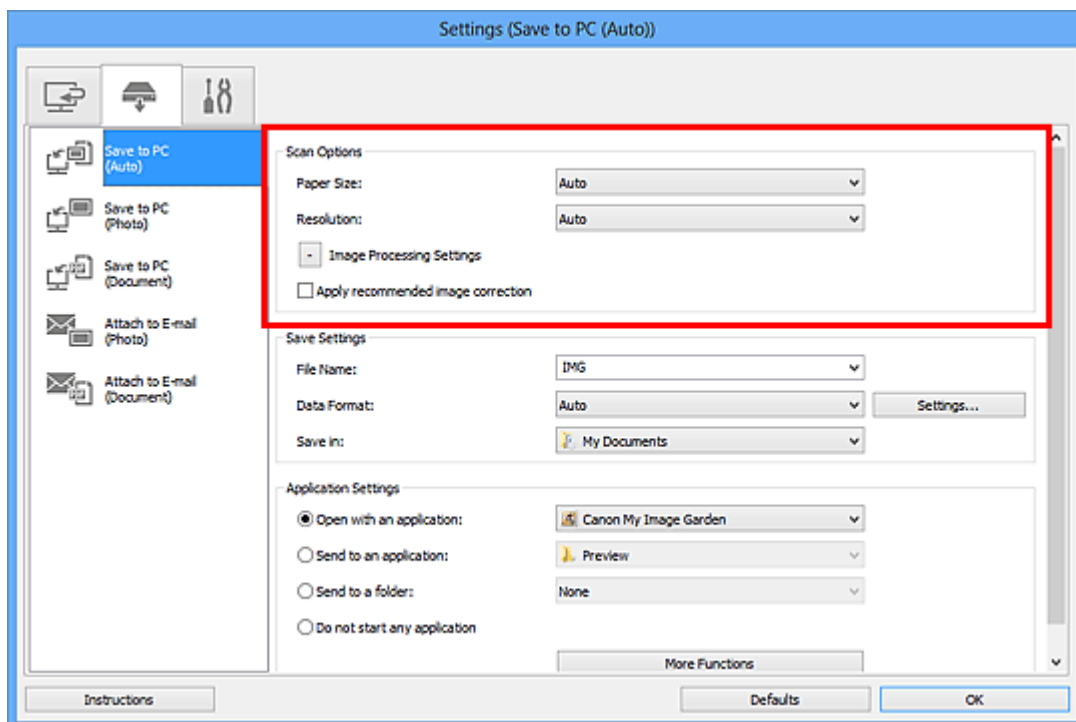 Settings (Save to PC (Auto))
Save to PC
(Auto)
Save to PC
(Photo)
Save to PC
(Document)
Attach to E-mail
(Photo)
Attach to E-mail
(Document)
Scan Options
Paper Size: Auto
Resolution: Auto
- Image Processing Settings
Apply recommended image correction
Save Settings
File Name: IMG
Data Format: Auto Settings...
Save in: My Documents
Application Settings
Open with an application: Canon My Image Garden
Send to an application: Preview
Send to a folder: None
Do not start any application
More Functions
Instructions Defaults OK